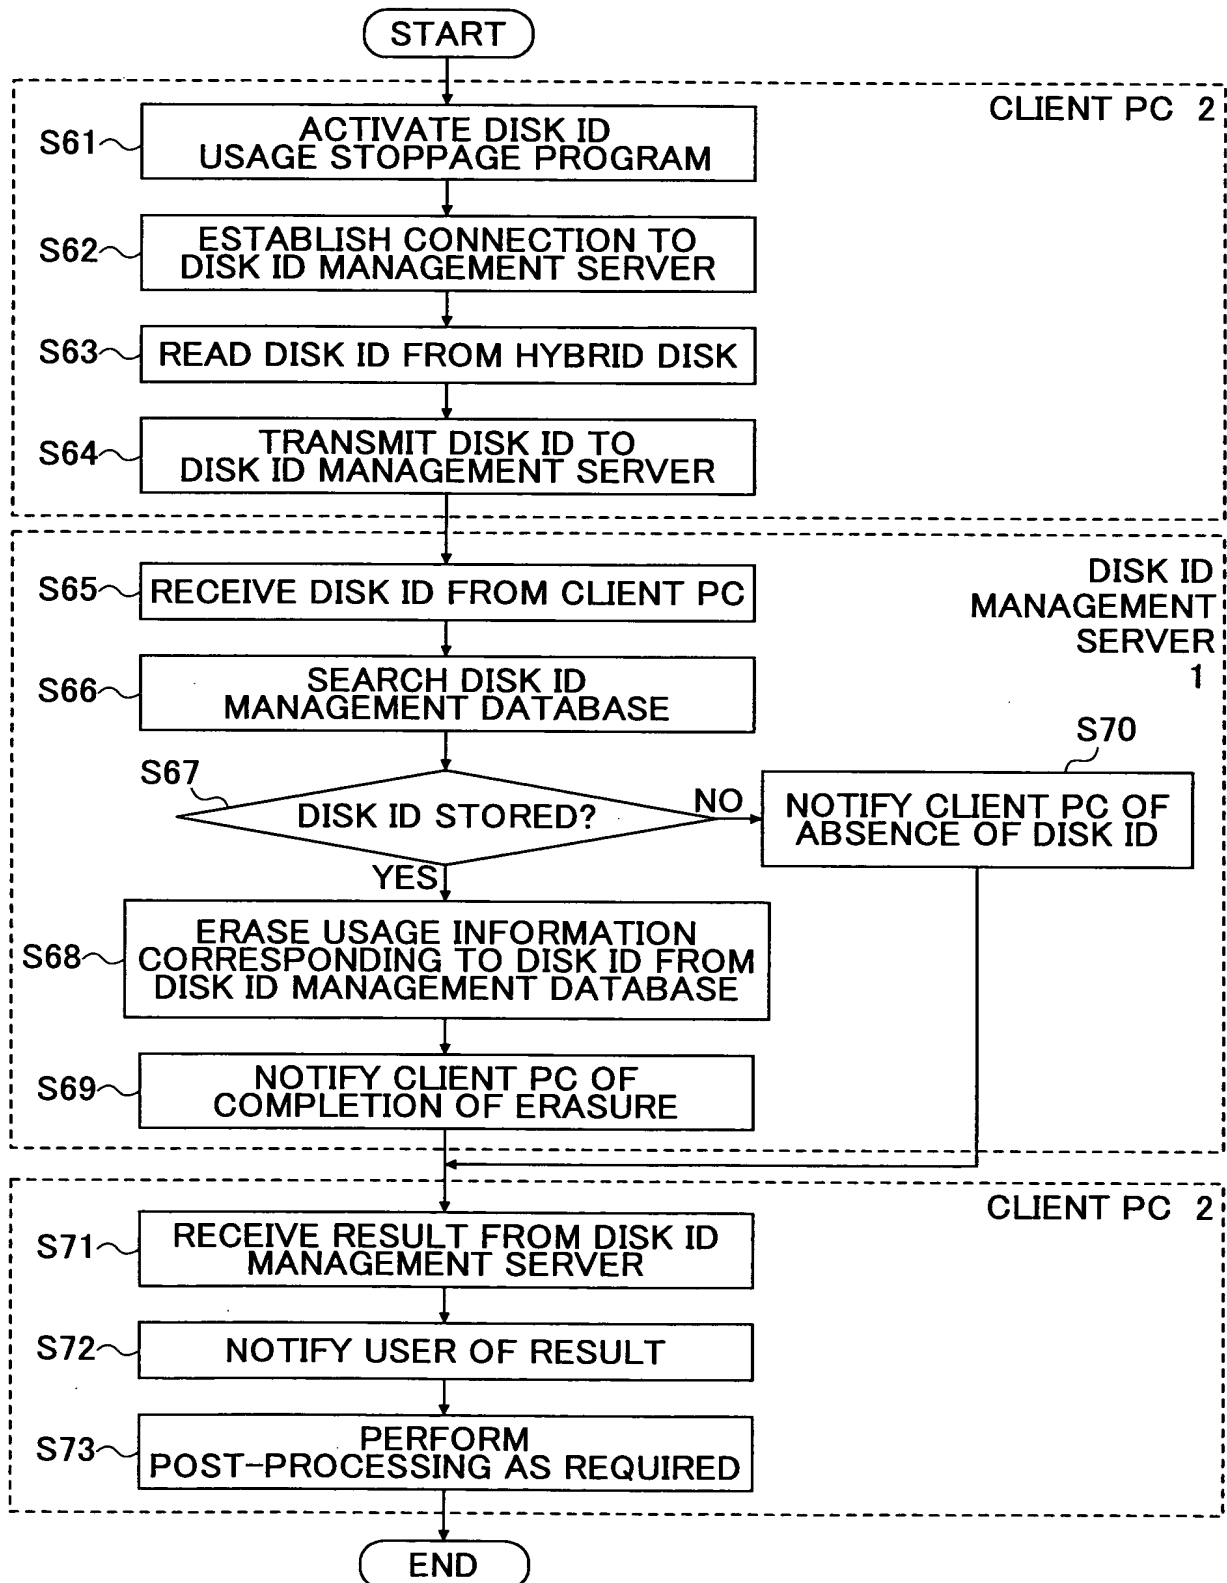 START
CLIENT PC 2
S61
ACTIVATE DISK ID
USAGE STOPPAGE PROGRAM
S62
ESTABLISH CONNECTION TO
DISK ID MANAGEMENT SERVER
S63
READ DISK ID FROM HYBRID DISK
S64
TRANSMIT DISK ID TO
DISK ID MANAGEMENT SERVER
DISK ID
MANAGEMENT
SERVER
1
S65
RECEIVE DISK ID FROM CLIENT PC
S66
SEARCH DISK ID
MANAGEMENT DATABASE
S67
DISK ID STORED?
NO
S70
NOTIFY CLIENT PC OF
ABSENCE OF DISK ID
YES
S68
ERASE USAGE INFORMATION
CORRESPONDING TO DISK ID FROM
DISK ID MANAGEMENT DATABASE
S69
NOTIFY CLIENT PC OF
COMPLETION OF ERASURE
CLIENT PC 2
S71
RECEIVE RESULT FROM DISK ID
MANAGEMENT SERVER
S72
NOTIFY USER OF RESULT
S73
PERFORM
POST-PROCESSING AS REQUIRED
END